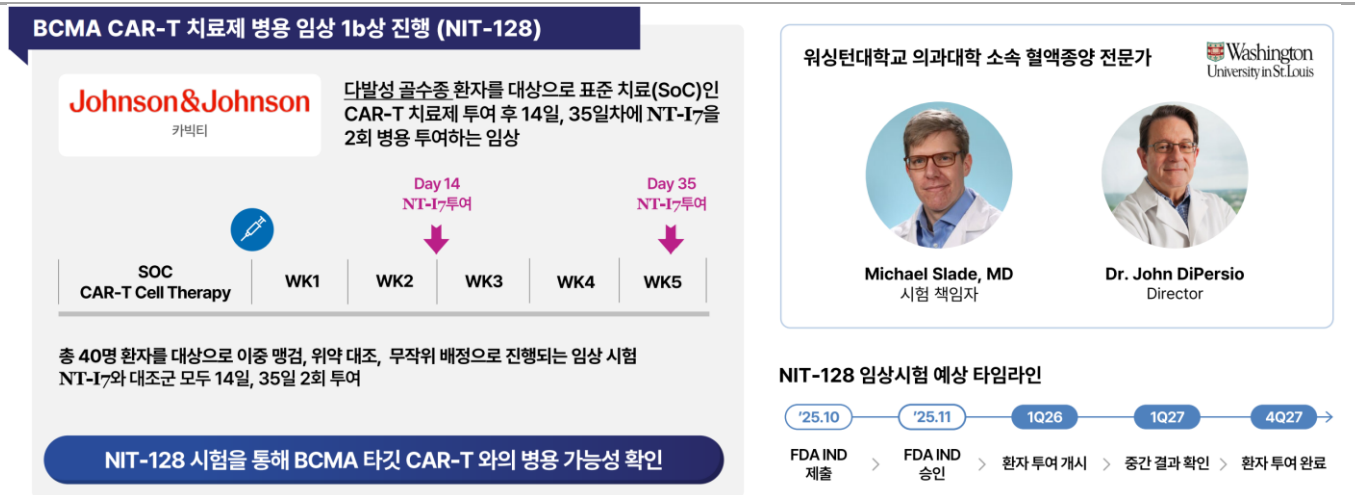 BCMA CAR-T 치료제 병용 임상 1b상 진행 (NIT-128)
Johnson&Johnson
카빅티
다발성 골수종 환자를 대상으로 표준 치료(SoC)인
CAR-T 치료제 투여 후 14일, 35일차에 NT-I7을
2회 병용 투여하는 임상
Day 14
NT-I7투여
Day 35
NT-I7투여
SOC
CAR-T Cell Therapy
WK1
WK2
WK3
WK4
WK5
총 40명 환자를 대상으로 이중 맹검, 위약 대조, 무작위 배정으로 진행되는 임상 시험
NT-I7와 대조군 모두 14일, 35일 2회 투여
NIT-128 시험을 통해 BCMA 타깃 CAR-T 와의 병용 가능성 확인
워싱턴대학교 의과대학 소속 혈액종양 전문가
Washington
University in St.Louis
Michael Slade, MD
시험 책임자
Dr. John DiPersio
Director
NIT-128 임상시험 예상 타임라인
'25.10
'25.11
1Q26
1Q27
4Q27
FDA IND
제출
FDA IND
승인
환자 투여 개시
중간 결과 확인
환자 투여 완료